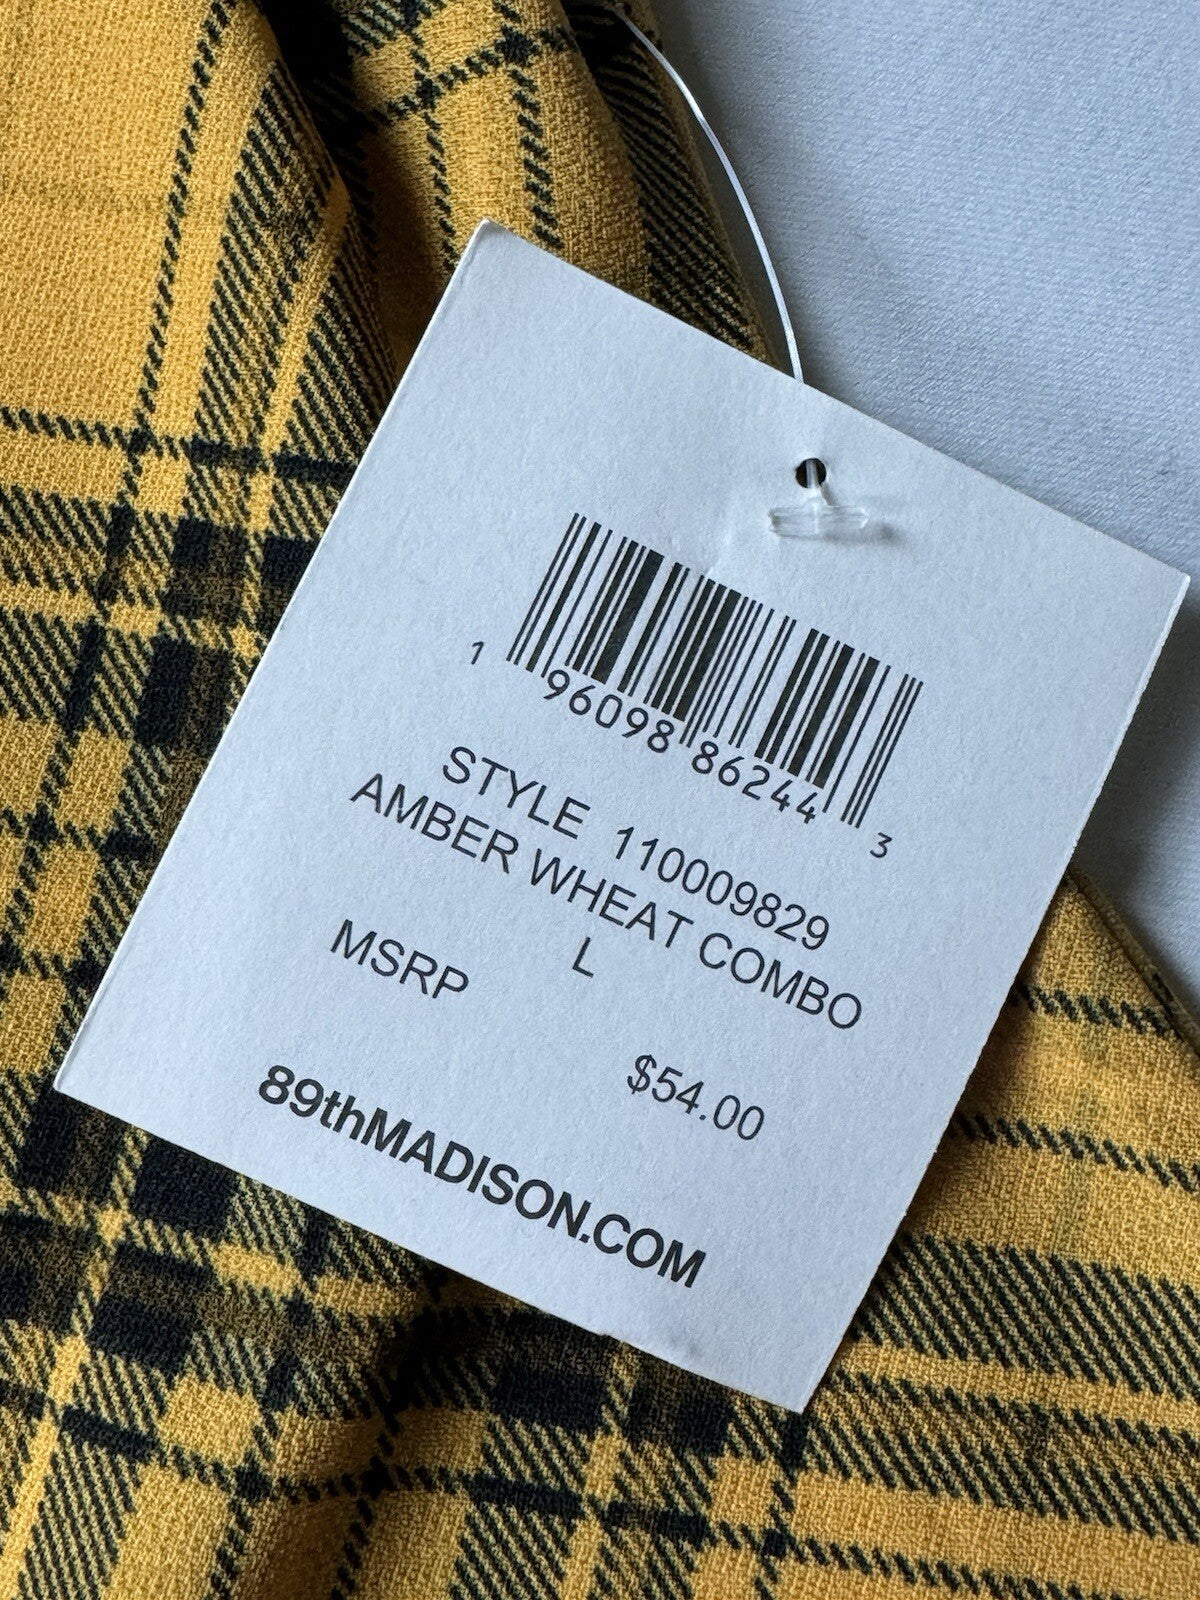 1 96098 86244 3
STYLE 110009829
AMBER WHEAT COMBO
L
MSRP $54.00
89thMADISON.COM